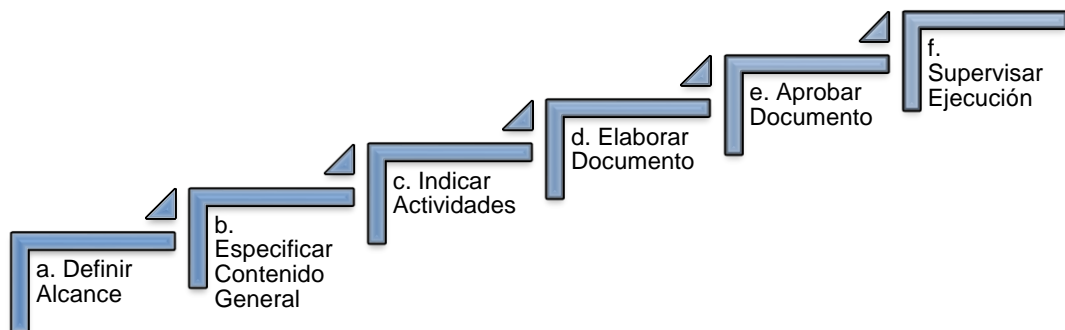 a. Definir
Alcance
b.
Especificar
Contenido
General
c. Indicar
Actividades
d. Elaborar
Documento
e. Aprobar
Documento
f.
Supervisar
Ejecución